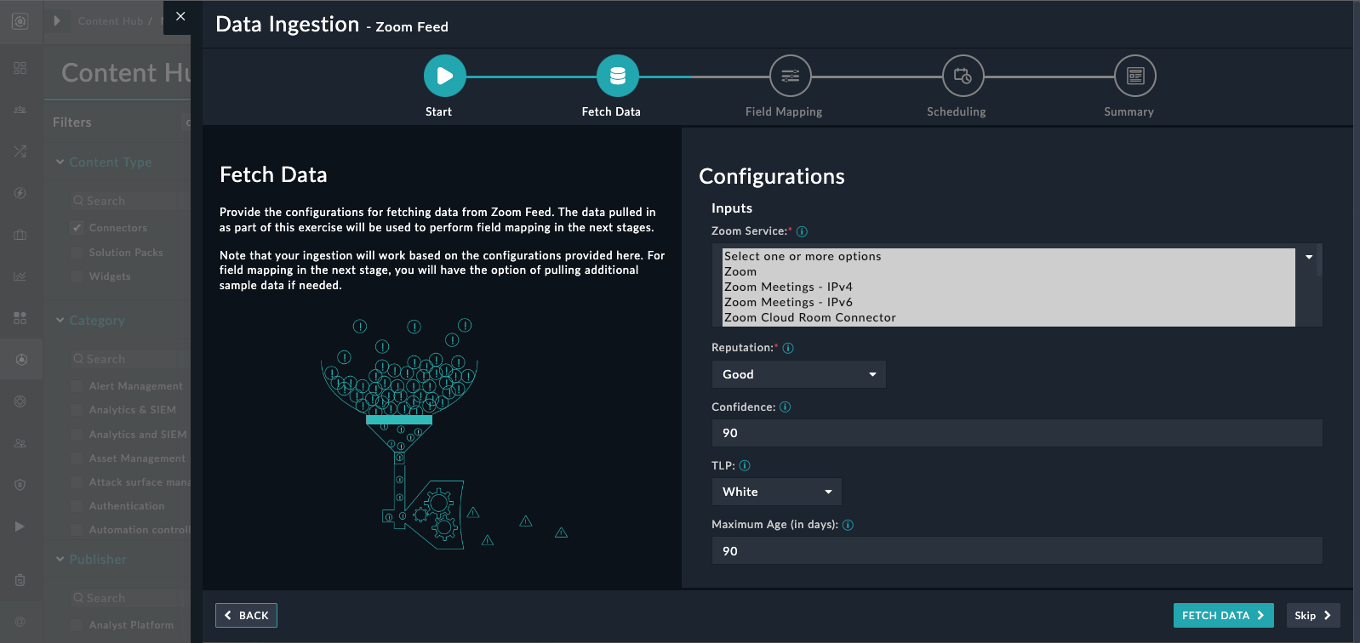 Content Hub /
Data Ingestion - Zoom Feed
Content Hu
Start
Fetch Data
Field Mapping
Scheduling
Summary
Filters
Content Type
Search
Connectors
Solution Packs
Widgets
Category
Search
Alert Management
Analytics & SIEM
Analytics and SIEM
Asset Management
Attack surface mana
Authentication
Automation controll
Publisher
Search
Analyst Platform
Fetch Data
Provide the configurations for fetching data from Zoom Feed. The data pulled in
as part of this exercise will be used to perform field mapping in the next stages.
Note that your ingestion will work based on the configurations provided here. For
field mapping in the next stage, you will have the option of pulling additional
sample data if needed.
Configurations
Inputs
Zoom Service:*
Select one or more options
Zoom
Zoom Meetings - IPv4
Zoom Meetings - IPv6
Zoom Cloud Room Connector
Reputation:*
Good
Confidence:
90
TLP:
White
Maximum Age (in days):
90
BACK
FETCH DATA
Skip